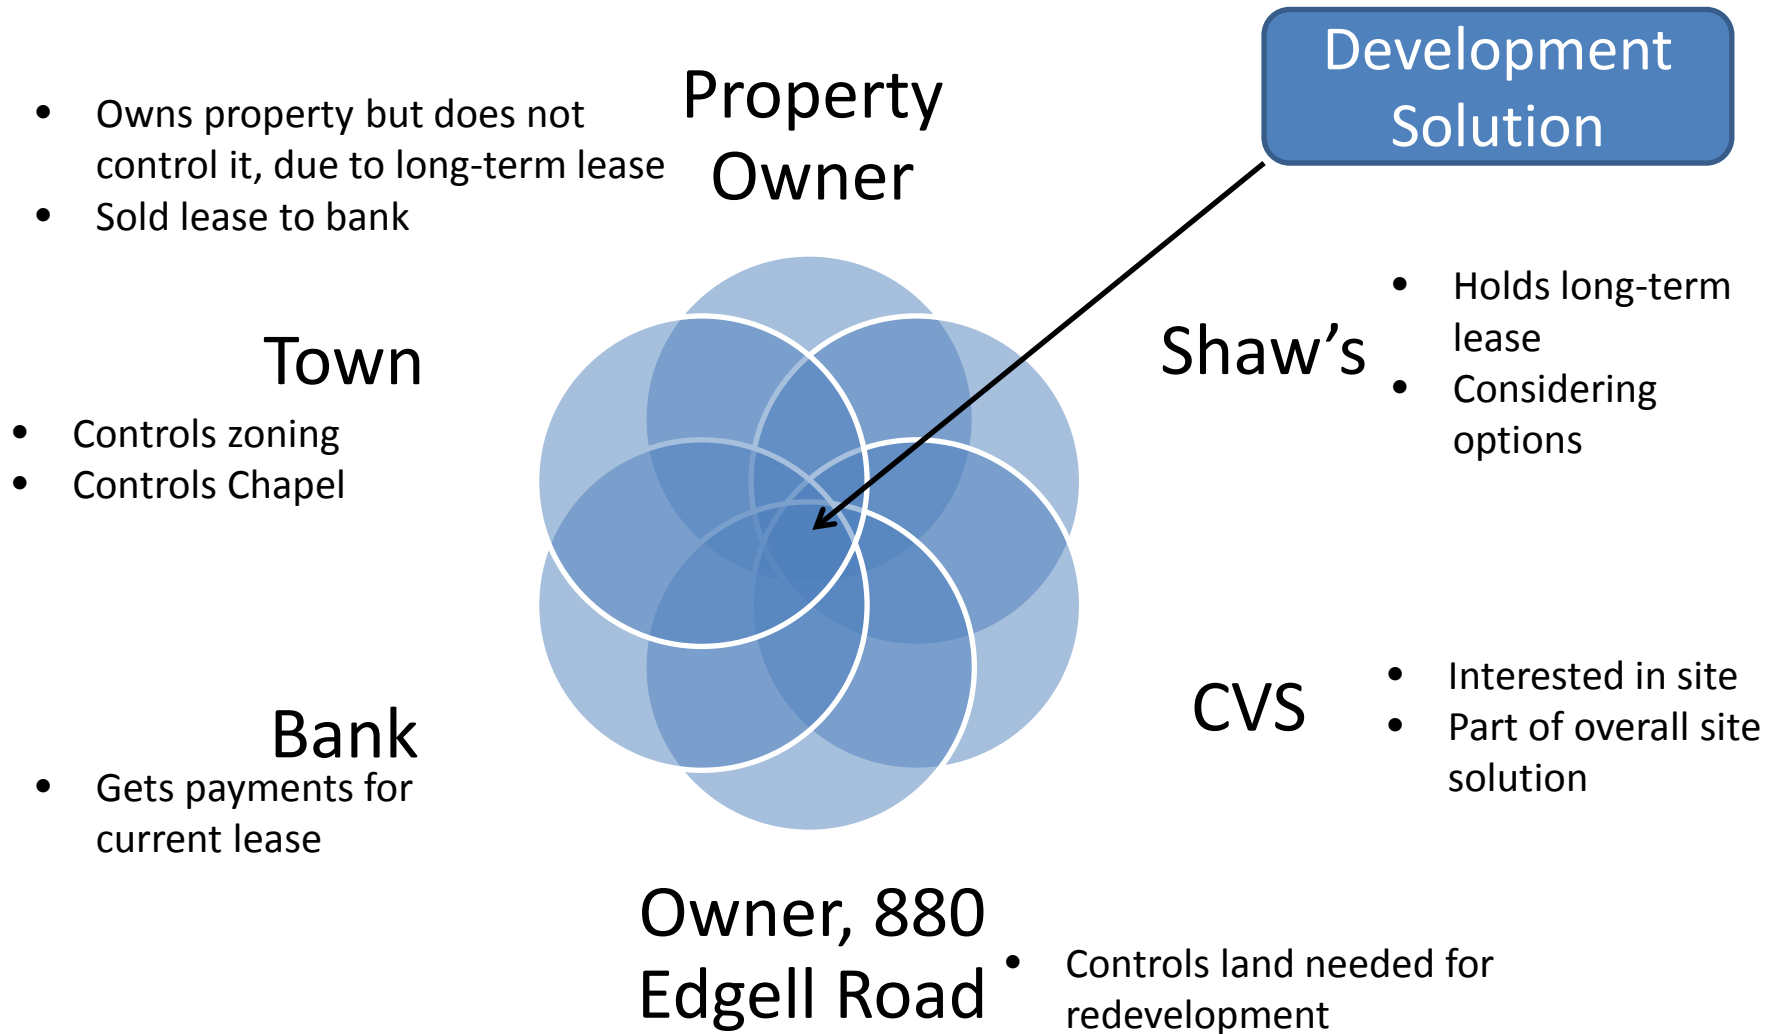 Development
Solution
Property
Owner
• Owns property but does not
control it, due to long-term lease
• Sold lease to bank
Shaw’s
• Holds long-term
lease
• Considering
options
Town
• Controls zoning
• Controls Chapel
CVS
• Interested in site
• Part of overall site
solution
Bank
• Gets payments for
current lease
Owner, 880
Edgell Road
• Controls land needed for
redevelopment